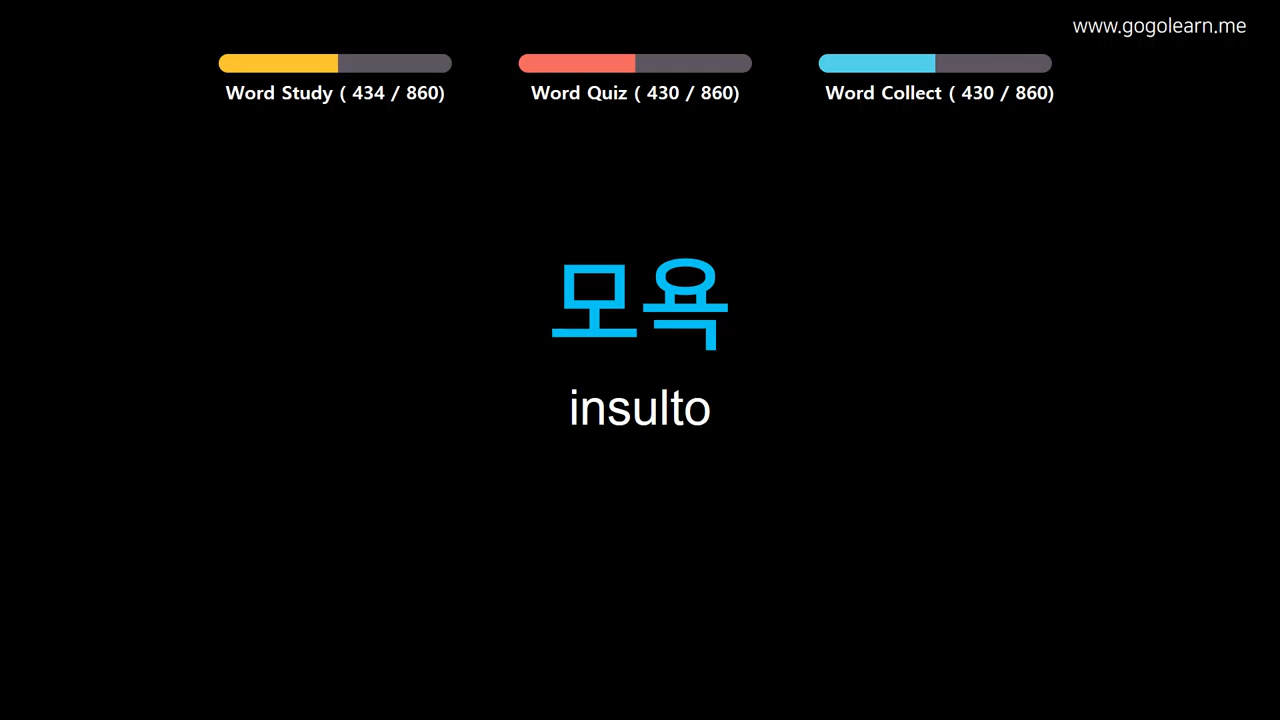 www.gogolearn.me
Word Study ( 434 / 860)
Word Quiz ( 430 / 860)
Word Collect ( 430 / 860)
모욕
insulto